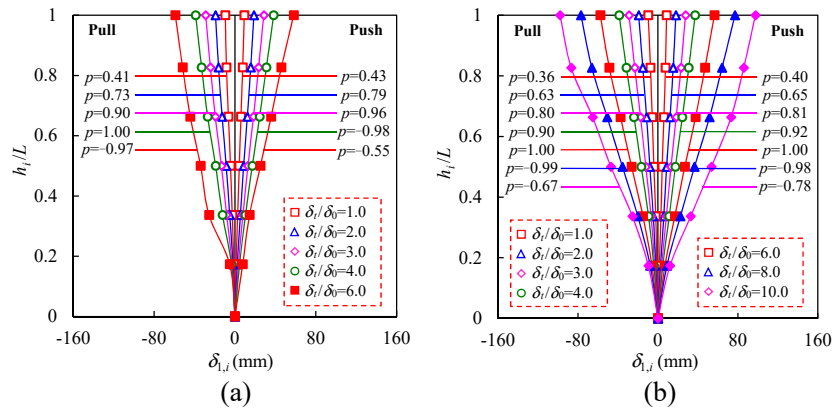 Pull
Push
p=0.41
p=0.73
p=0.90
p=1.00
p=−0.97
p=0.43
p=0.79
p=0.96
p=−0.98
p=−0.55
δt/δ0=1.0
δt/δ0=2.0
δt/δ0=3.0
δt/δ0=4.0
δt/δ0=6.0
1
0.8
0.6
0.4
0.2
0
hi/L
-160
-80
0
80
160
δ1,i (mm)
(a)
Pull
Push
p=0.36
p=0.63
p=0.80
p=0.90
p=1.00
p=−0.99
p=−0.67
p=0.40
p=0.65
p=0.81
p=0.92
p=1.00
p=−0.98
p=−0.78
δt/δ0=1.0
δt/δ0=2.0
δt/δ0=3.0
δt/δ0=4.0
δt/δ0=6.0
δt/δ0=8.0
δt/δ0=10.0
1
0.8
0.6
0.4
0.2
0
hi/L
-160
-80
0
80
160
δ1,i (mm)
(b)